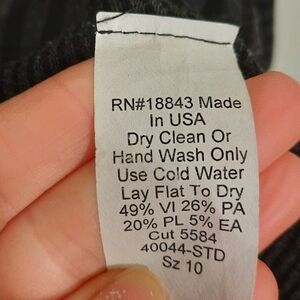 RN#18843 Made
In USA
Dry Clean Or
Hand Wash Only
Use Cold Water
Lay Flat To Dry
49% VI 26% PA
20% PL 5% EA
Cut 5584
40044-STD
Sz 10